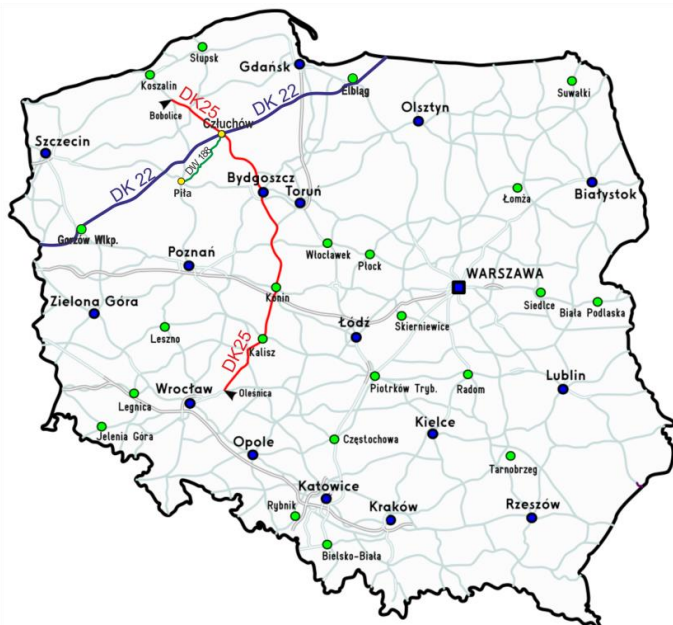 Słupsk
Gdańsk
Koszalin
DK25
DK 22
Elbląg
Suwałki
Bobolice
Człuchów
Olsztyn
Szczecin
DW 188
DK 22
Piła
Bydgoszcz
Toruń
Łomża
Białystok
Gorzów Wlkp.
Poznań
Włocławek
Płock
WARSZAWA
Konin
Siedlce
Biała Podlaska
Zielona Góra
Leszno
Łódź
Skierniewice
Kalisz
DK25
Piotrków Tryb.
Radom
Lublin
Wrocław
Oleśnica
Legnica
Jelenia Góra
Opole
Częstochowa
Kielce
Tarnobrzeg
Katowice
Rybnik
Kraków
Rzeszów
Bielsko-Biała